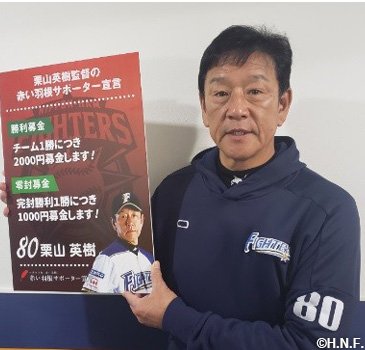 栗山英樹監督の
赤い羽根サポーター宣言
FIGHTERS
勝利募金
チーム1勝につき
2000円募金します！
零封募金
完封勝利1勝につき
1000円募金します！
80 栗山 英樹
赤い羽根サポーター宣言
FIGHTERS
80
©H.N.F.